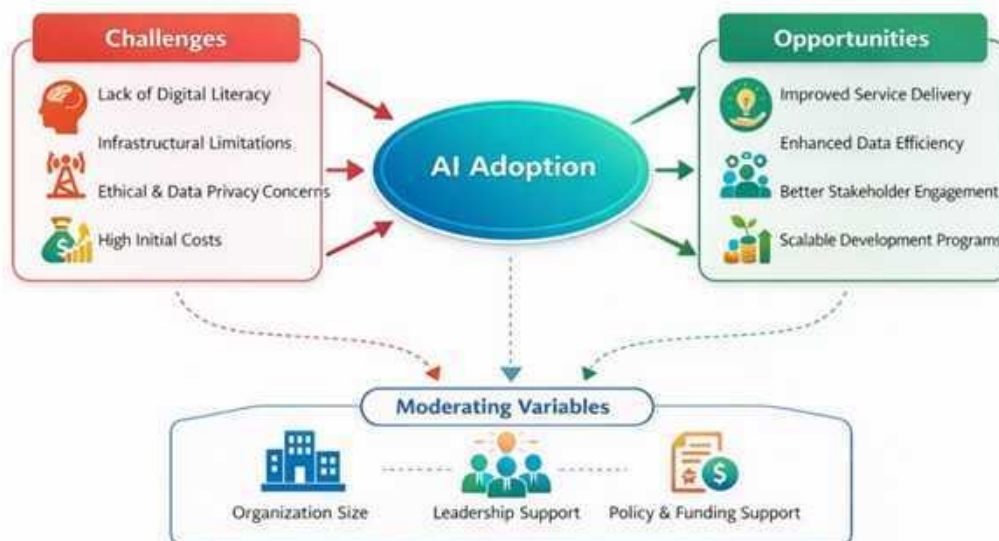 Challenges
Lack of Digital Literacy
Infrastructural Limitations
Ethical & Data Privacy Concerns
High Initial Costs
AI Adoption
Opportunities
Improved Service Delivery
Enhanced Data Efficiency
Better Stakeholder Engagement
Scalable Development Programs
Moderating Variables
Organization Size
Leadership Support
Policy & Funding Support